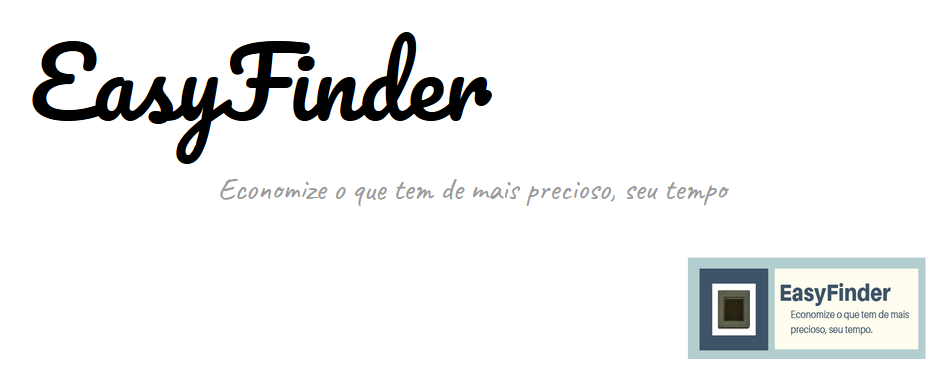 EasyFinder
Economize o que tem de mais precioso, seu tempo
EasyFinder
Economize o que tem de mais
precioso, seu tempo.